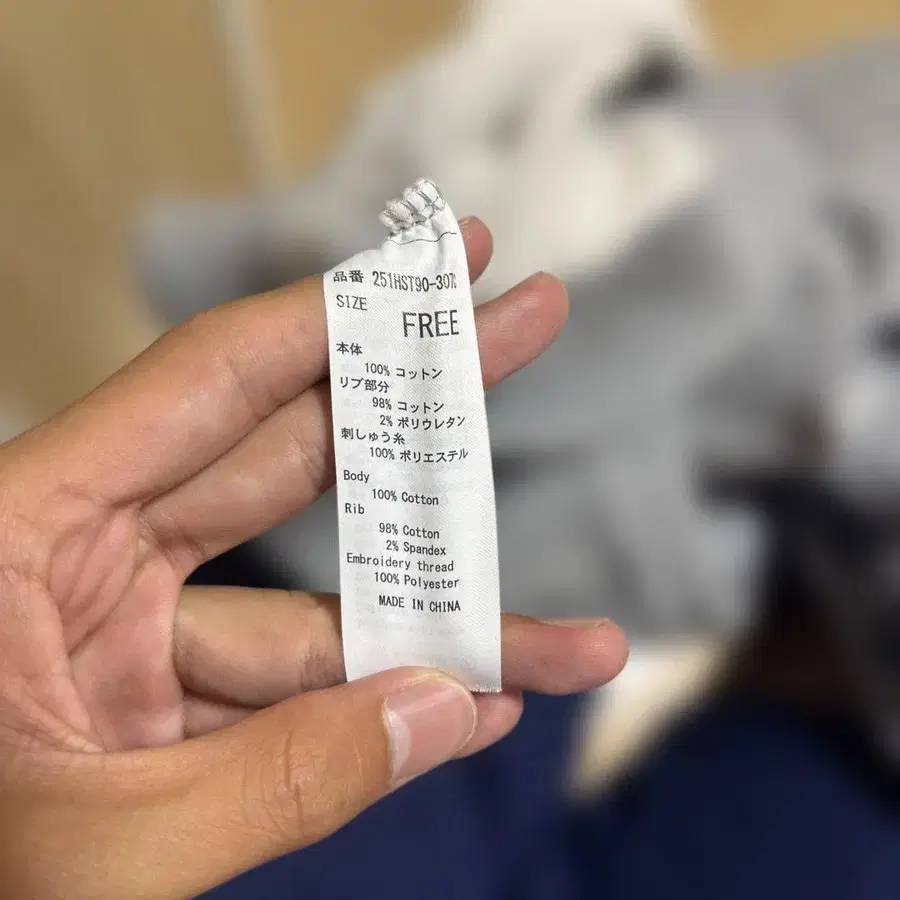 品番 251HST90-307
SIZE
FREE
本体
100% コットン
リブ部分
98% コットン
2% ポリウレタン
刺しゅう糸
100% ポリエステル
Body
100% Cotton
Rib
98% Cotton
2% Spandex
Embroidery thread
100% Polyester
MADE IN CHINA